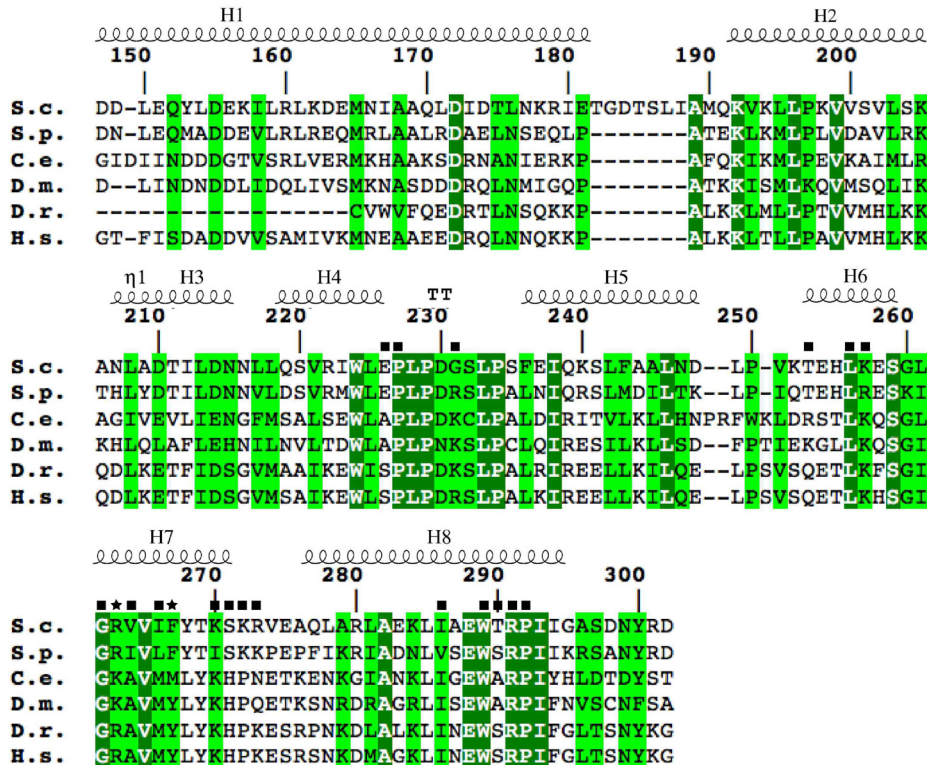 H1 H2
150 160 170 180 190 200
S.c. DD-LEQYLDEKILRLKDEMNIAAQLDIDTLNKRIETGDTSLIAMQKVKLLPKVVSVLSK
S.p. DN-LEQMADDEVLRLREQMRLAALRDAELNSEQLP-------ATEKLKMLPLVDAVLRK
C.e. GIDIINDDDGTVSRLVERMKHAAKSDRNANIERKP-------AFQKIKMLPEVKAIMLR
D.m. D--LINDNDDLIDQLIVSMKNASDDDRQLNMIGQP-------ATKKISMLKQVMSQLIK
D.r. ------------------CVWVFQEDRTLNSQKKP-------ALKKLMLLPTVVMHLKK
H.s. GT-FISDADDVVSAMIVKMNEAAEEDRQLNNQKKP-------ALKKLTLLPAVVMHLKK
η1 H3 H4 TT H5 H6
210 220 230 240 250 260
S.c. ANLADTILDNNLLQSVRIWLEPLPDGSLPSFEIQKSLFAALND--LP-VKTEHLKESGL
S.p. THLYDTILDNNVLDSVRMWLEPLPDRSLPALNIQRSLMDILTK--LP-IQTEHLRESKI
C.e. AGIVEVLIENGFMSALSEWLAPLPDKCLPALDIRITVLKLLHNPRFWKLDRSTLKQSGL
D.m. KHLQLAFLEHNILNVLTDWLAPLPNKSLPCLQIRESILKLLSD--FPTIEKGLLKQSGI
D.r. QDLKETFIDSGVMAAIKEWISPLPDKSLPALRIREELLKILQE--LPSVSQETLKFSGI
H.s. QDLKETFIDSGVMSAIKEWLSPLPDRSLPALKIREELLKILQE--LPSVSQETLKHSGI
H7 H8
270 280 290 300
S.c. GRVVIFYTKSKRVEAQLARLAEKLIAEWTRPIIGASDNYRD
S.p. GRIVLFYTISKKPEPFIKRIADNLVSEWSRPIIKRSANYRD
C.e. GKAVMMLYKHPNETKENKGIANKLIGEWARPIYHLDTDYST
D.m. GKAVMYLYKHPQETKSNRDRAGRLISEWARPIFNVSCNFSA
D.r. GRAVMYLYKHPKESRPNKDLALKLINEWSRPIFGLTSNYKG
H.s. GRAVMYLYKHPKESRSNKDMAGKLINEWSRPIFGLTSNYKG